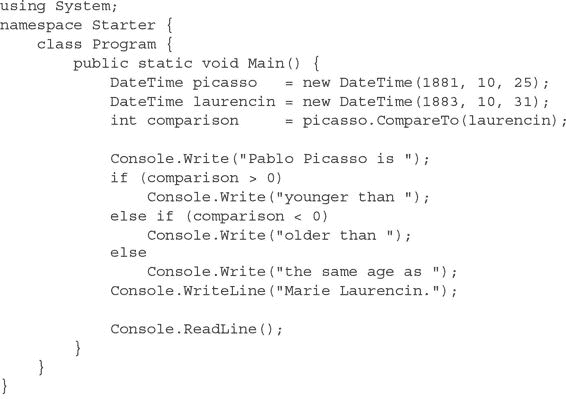 using System;
namespace Starter {
    class Program {
        public static void Main() {
            DateTime picasso   = new DateTime(1881, 10, 25);
            DateTime laurencin = new DateTime(1883, 10, 31);
            int comparison     = picasso.CompareTo(laurencin);

            Console.Write("Pablo Picasso is ");
            if (comparison > 0)
                Console.Write("younger than ");
            else if (comparison < 0)
                Console.Write("older than ");
            else
                Console.Write("the same age as ");
            Console.WriteLine("Marie Laurencin.");

            Console.ReadLine();
        }
    }
}